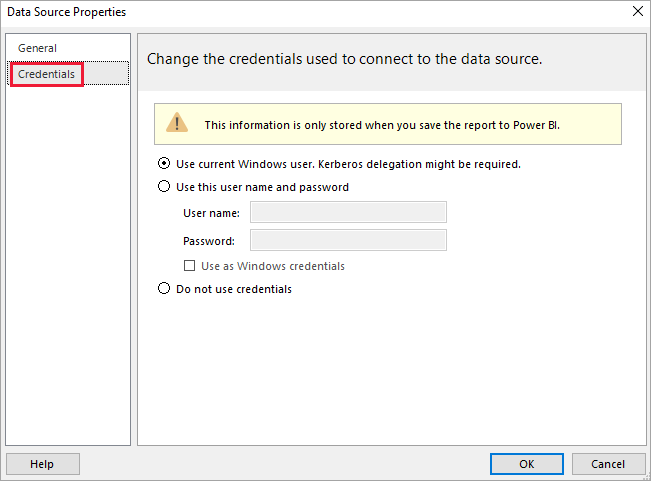 Data Source Properties
General
Credentials
Change the credentials used to connect to the data source.
This information is only stored when you save the report to Power BI.
Use current Windows user. Kerberos delegation might be required.
Use this user name and password
User name:
Password:
Use as Windows credentials
Do not use credentials
Help
OK
Cancel